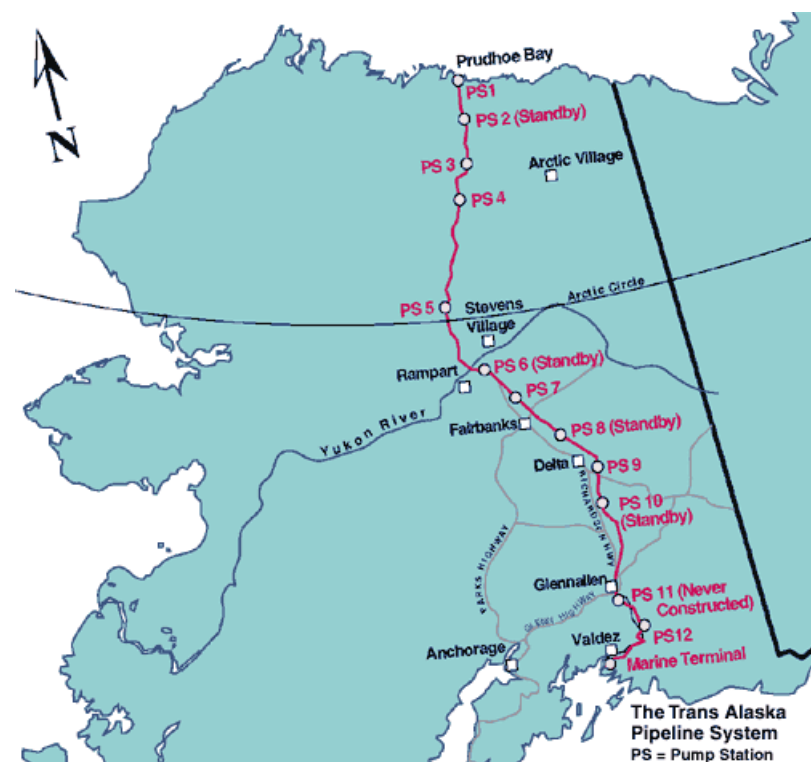 Prudhoe Bay
N
PS1
PS 2 (Standby)
PS 3
Arctic Village
PS 4
Arctic Circle
PS 5
Stevens
Village
PS 6 (Standby)
Rampart
PS 7
Yukon River
Fairbanks
PS 8 (Standby)
Delta
PS 9
RICHARDSON HWY
PS 10
(Standby)
PARKS HIGHWAY
Glennallen
PS 11 (Never
Constructed)
GLENN HIGHWAY
PS12
Valdez
Anchorage
Marine Terminal
The Trans Alaska
Pipeline System
PS = Pump Station